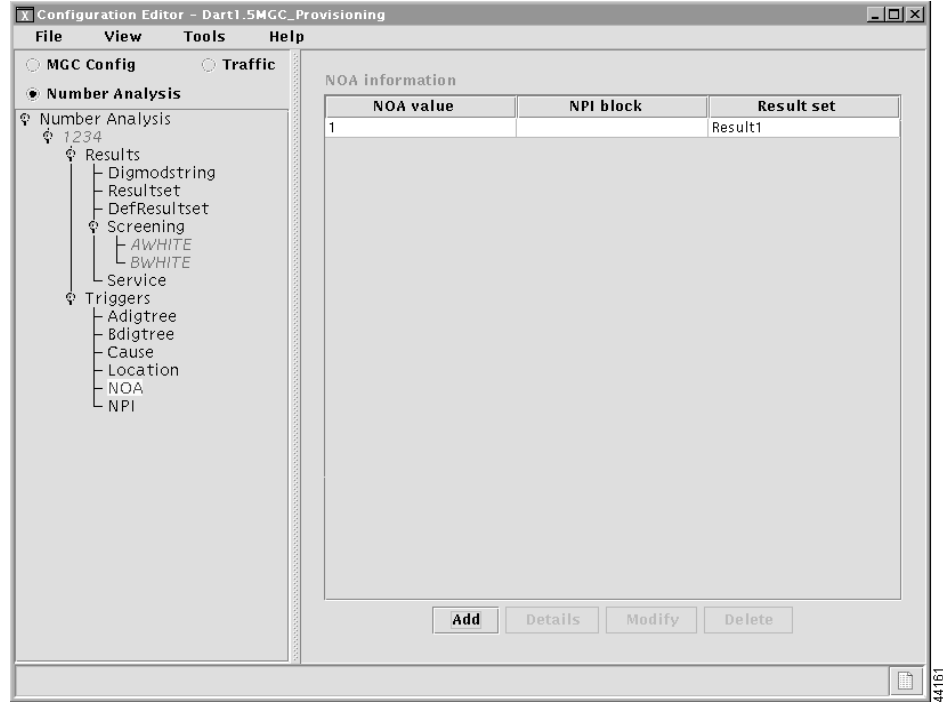 X Configuration Editor - Dart1.5MGC_Provisioning
File View Tools Help
MGC Config Traffic
Number Analysis
Number Analysis
1234
Results
Digmodstring
Resultset
DefResultset
Screening
AWHITE
BWHITE
Service
Triggers
Adigtree
Bdigtree
Cause
Location
NOA
NPI
NOA information
NOA value NPI block Result set
1 Result1
Add Details Modify Delete
44161